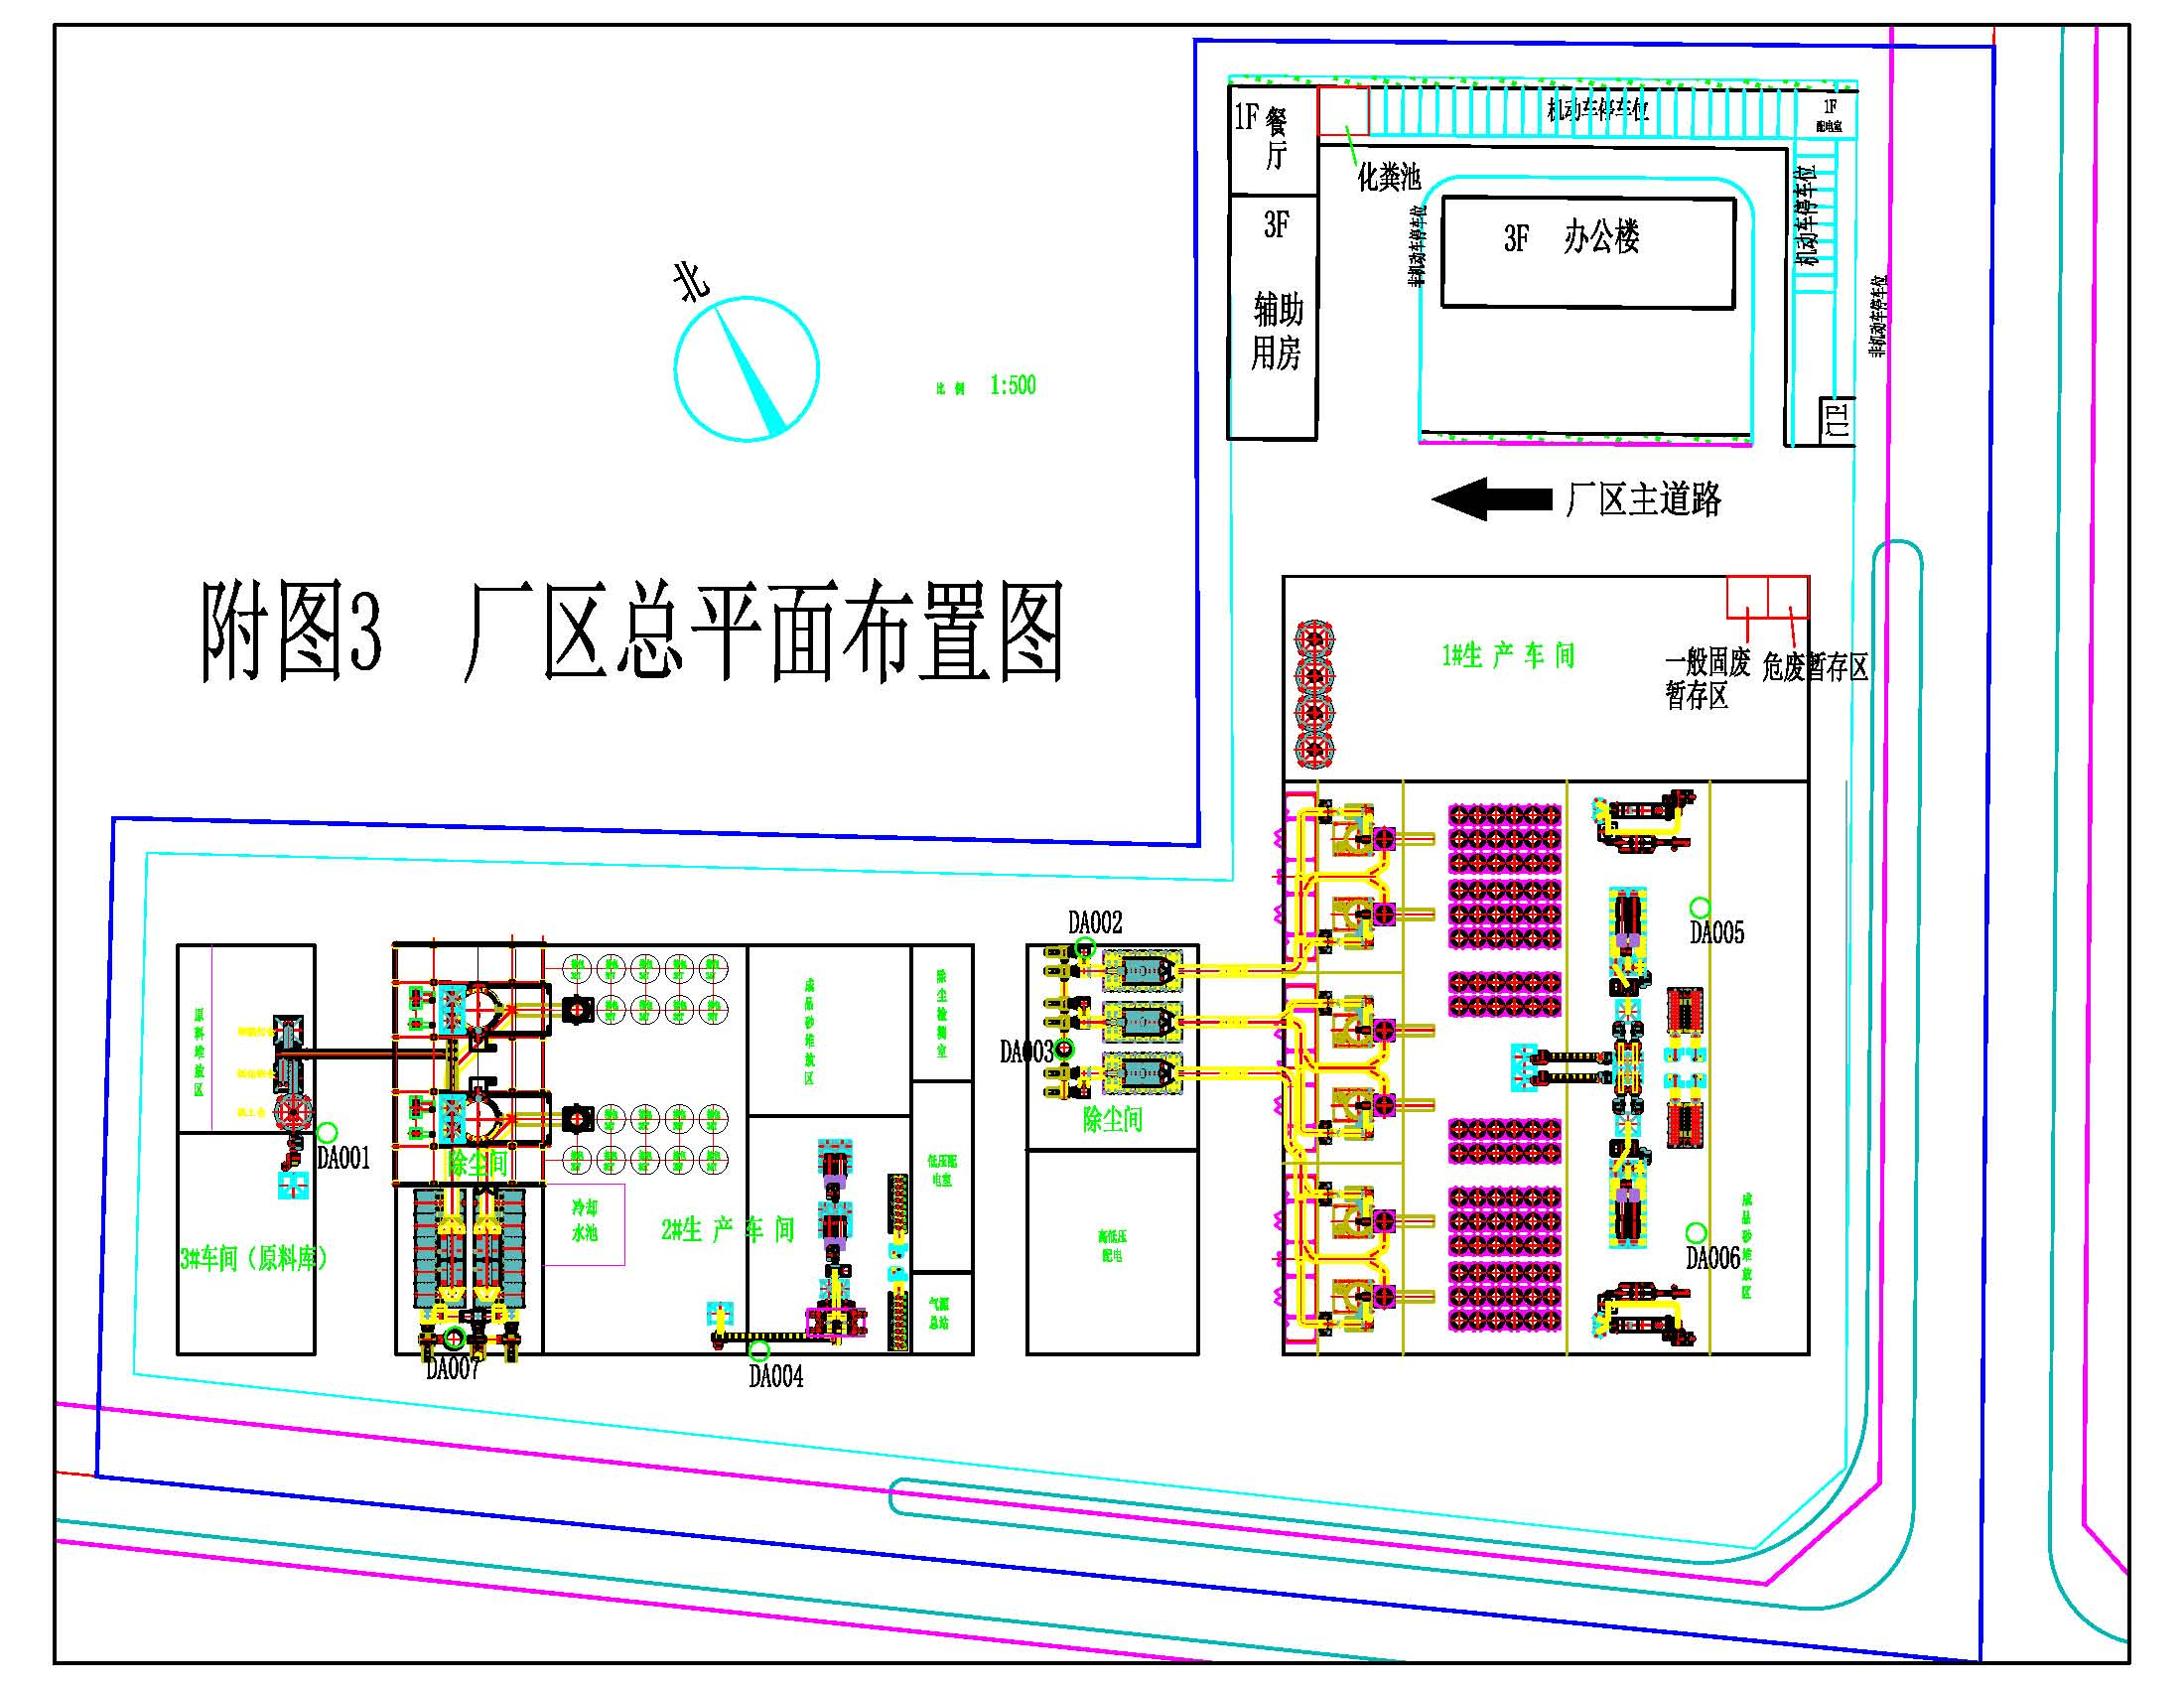 1F 餐
厅
机动车停车位
1F
配电室
化粪池
3F
辅助
用房
非机动车停车位
3F 办公楼
机动车停车位
非机动车停车位
门卫
北
比 例 1:500
厂区主道路
附图3 厂区总平面布置图
1#生产车间
一般固废
暂存区
危废暂存区
DA002
DA005
原料堆放区
成品砂堆放区
除尘检测室
DA003
除尘间
DA001
除尘间
低压配
电室
冷却
水池
2#生产车间
3#车间（原料库）
高低压
配电
DA006
成品砂堆放区
气源
总站
DA007
DA004